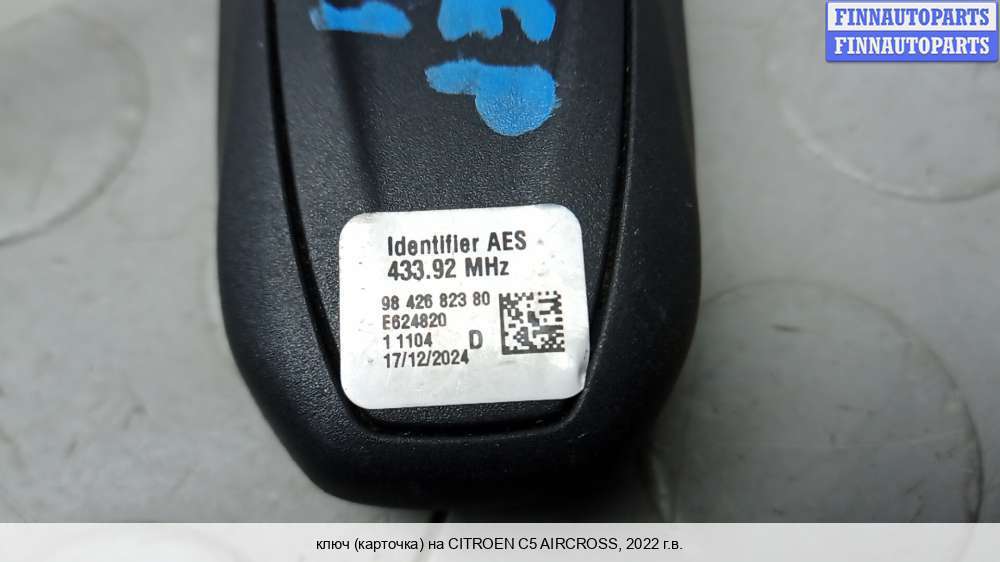 FINNAUTOPARTS
FINNAUTOPARTS
Identifier AES
433.92 MHz
98 426 823 80
E624820
1 1104 D
17/12/2024
ключ (карточка) на CITROEN C5 AIRCROSS, 2022 г.в.